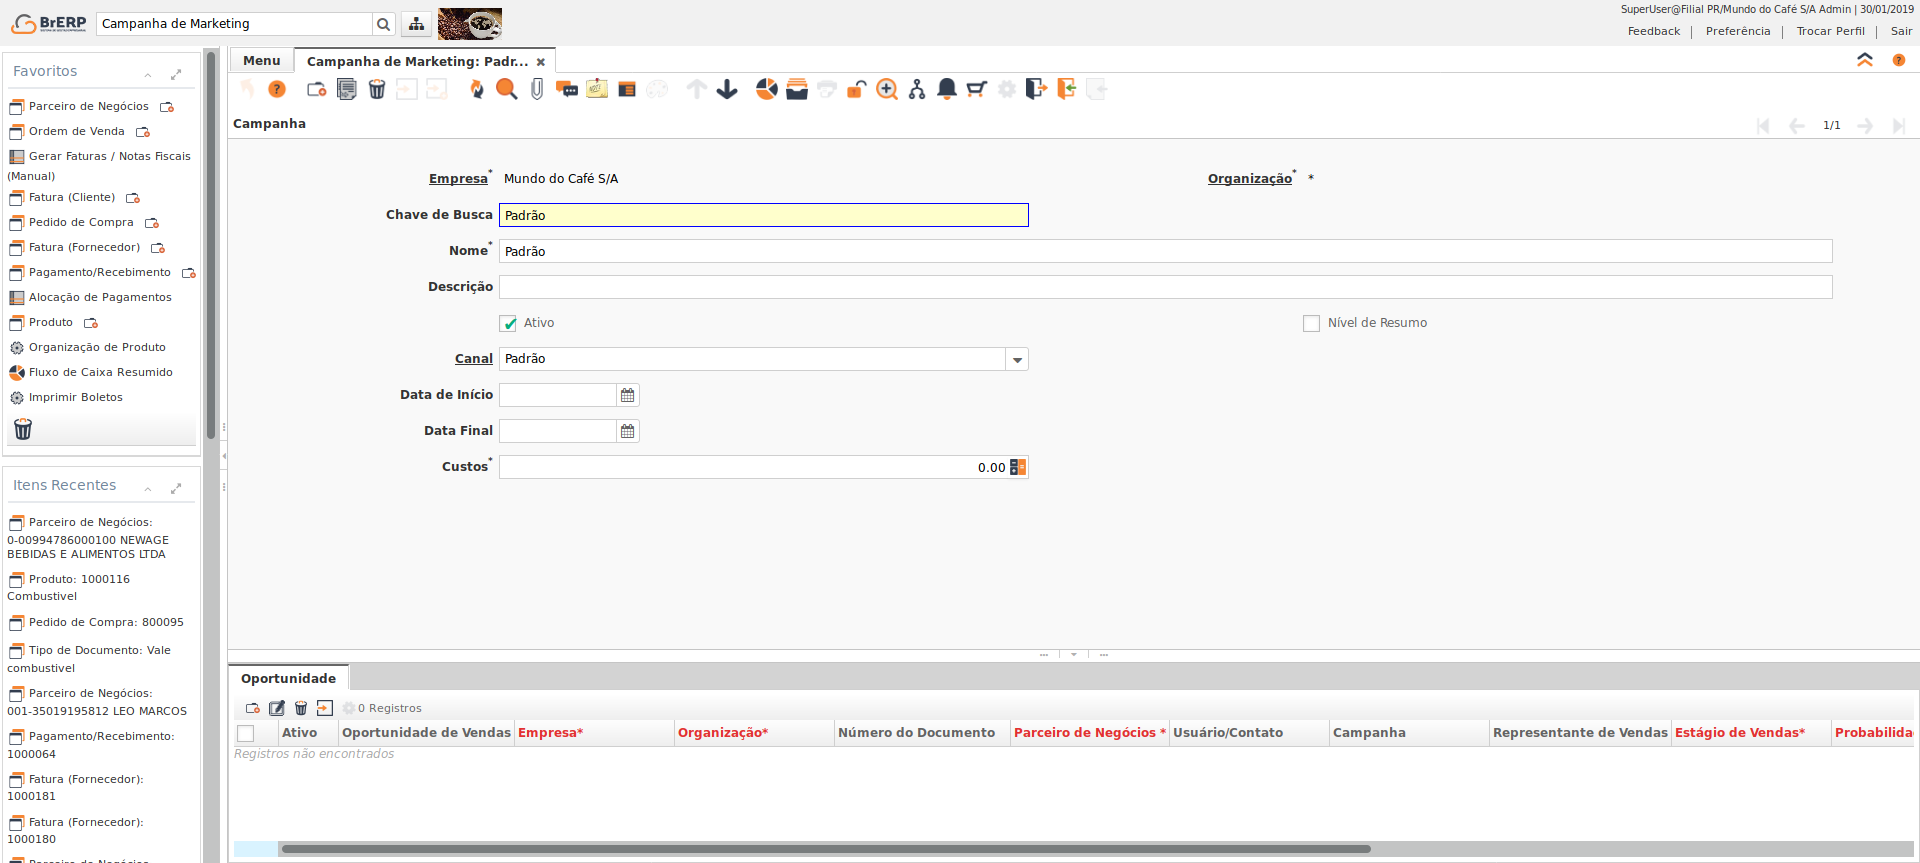 BrERP
Campanha de Marketing
SuperUser@Filial PR/Mundo do Café S/A Admin | 30/01/2019
Feedback | Preferência | Trocar Perfil | Sair
Favoritos
Parceiro de Negócios
Ordem de Venda
Gerar Faturas / Notas Fiscais
(Manual)
Fatura (Cliente)
Pedido de Compra
Fatura (Fornecedor)
Pagamento/Recebimento
Alocação de Pagamentos
Produto
Organização de Produto
Fluxo de Caixa Resumido
Imprimir Boletos
Itens Recentes
Parceiro de Negócios:
0-00994786000100 NEWAGE
BEBIDAS E ALIMENTOS LTDA
Produto: 1000116
Combustivel
Pedido de Compra: 800095
Tipo de Documento: Vale
combustivel
Parceiro de Negócios:
001-35019195812 LEO MARCOS
Pagamento/Recebimento:
1000064
Fatura (Fornecedor):
1000181
Fatura (Fornecedor):
1000180
Menu
Campanha de Marketing: Padr...
Campanha
1/1
Empresa* Mundo do Café S/A
Organização* *
Chave de Busca Padrão
Nome* Padrão
Descrição
Ativo
Nível de Resumo
Canal Padrão
Data de Início
Data Final
Custos* 0.00
Oportunidade
0 Registros
Ativo Oportunidade de Vendas Empresa* Organização* Número do Documento Parceiro de Negócios * Usuário/Contato Campanha Representante de Vendas Estágio de Vendas* Probabilida
Registros não encontrados